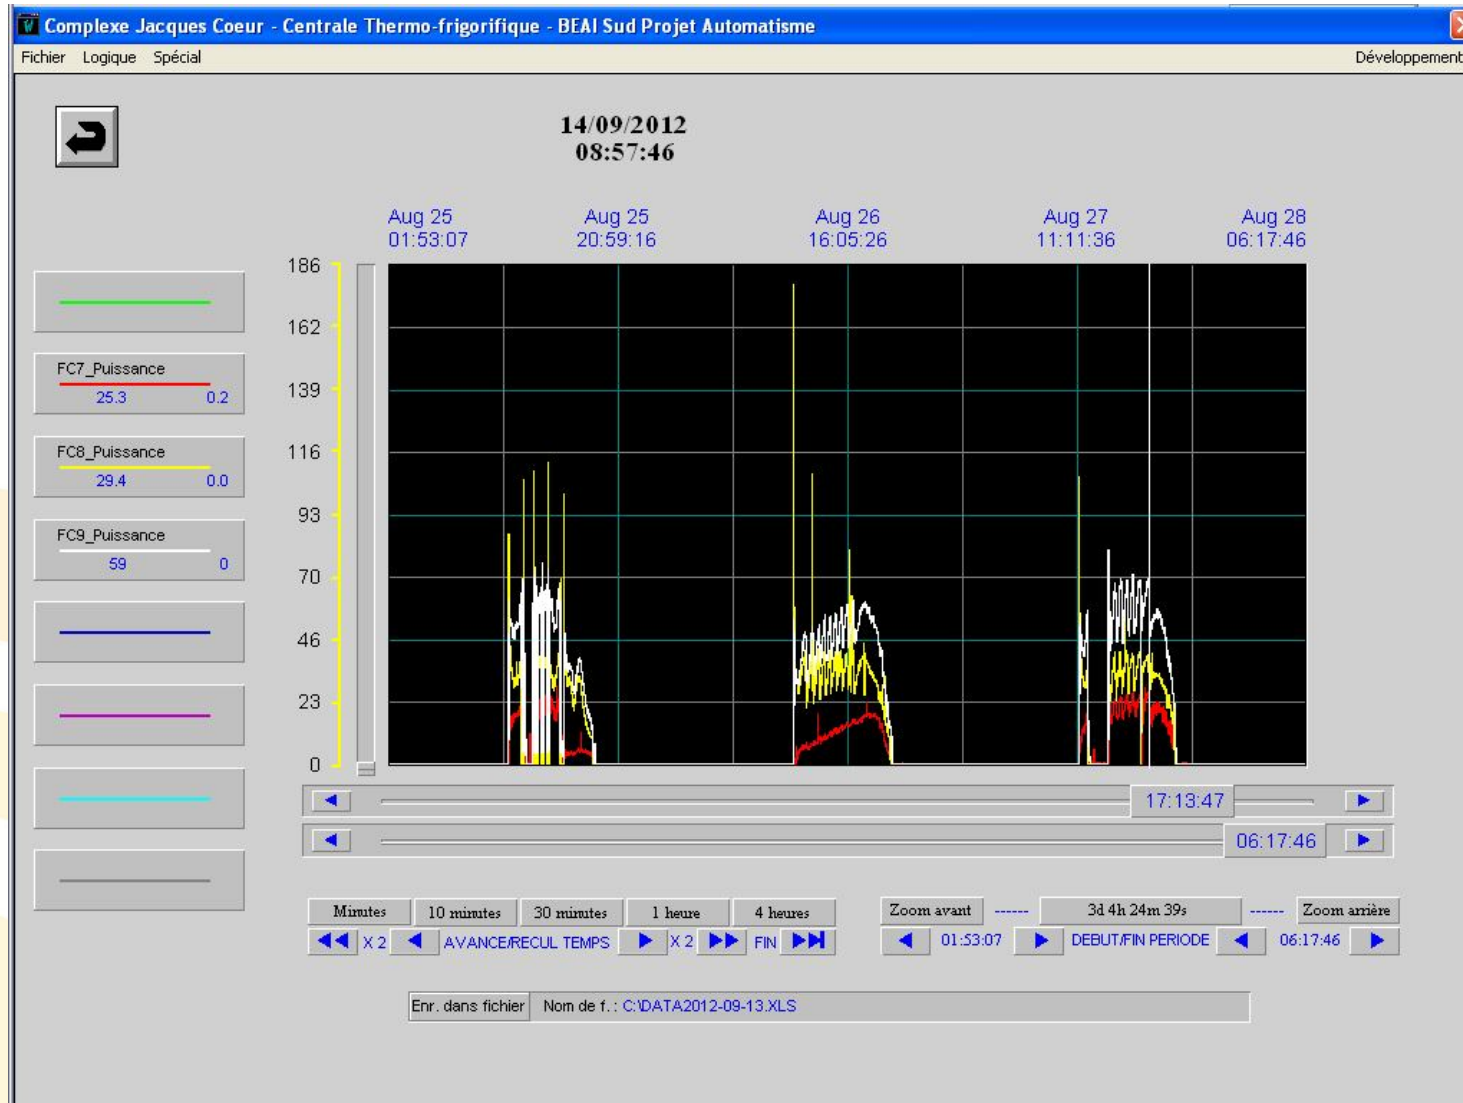 Complexe Jacques Coeur - Centrale Thermo-frigorifique - BEAI Sud Projet Automatisme
Fichier Logique Spécial Développement
14/09/2012
08:57:46
Aug 25 Aug 25 Aug 26 Aug 27 Aug 28
01:53:07 20:59:16 16:05:26 11:11:36 06:17:46
186
162
139
116
93
70
46
23
0
FC7_Puissance
25.3 0.2
FC8_Puissance
29.4 0.0
FC9_Puissance
59 0
17:13:47
06:17:46
Minutes 10 minutes 30 minutes 1 heure 4 heures Zoom avant ------ 3d 4h 24m 39s ------ Zoom arrière
X 2 AVANCE/RECUL TEMPS X 2 FIN 01:53:07 DEBUT/FIN PERIODE 06:17:46
Enr. dans fichier Nom de f. : C:\DATA2012-09-13.XLS